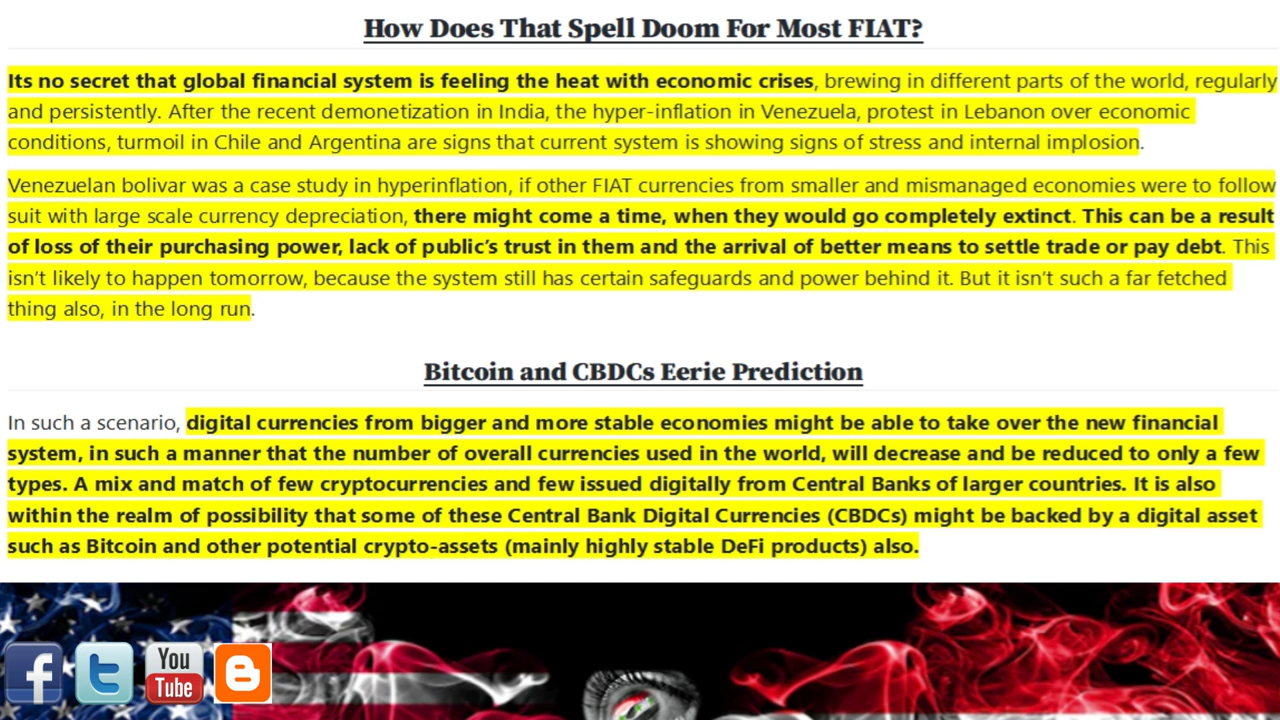 How Does That Spell Doom For Most FIAT?
Its no secret that global financial system is feeling the heat with economic crises, brewing in different parts of the world, regularly
and persistently. After the recent demonetization in India, the hyper-inflation in Venezuela, protest in Lebanon over economic
conditions, turmoil in Chile and Argentina are signs that current system is showing signs of stress and internal implosion.
Venezuelan bolivar was a case study in hyperinflation, if other FIAT currencies from smaller and mismanaged economies were to follow
suit with large scale currency depreciation, there might come a time, when they would go completely extinct. This can be a result
of loss of their purchasing power, lack of public’s trust in them and the arrival of better means to settle trade or pay debt. This
isn’t likely to happen tomorrow, because the system still has certain safeguards and power behind it. But it isn’t such a far fetched
thing also, in the long run.
Bitcoin and CBDCs Eerie Prediction
In such a scenario, digital currencies from bigger and more stable economies might be able to take over the new financial
system, in such a manner that the number of overall currencies used in the world, will decrease and be reduced to only a few
types. A mix and match of few cryptocurrencies and few issued digitally from Central Banks of larger countries. It is also
within the realm of possibility that some of these Central Bank Digital Currencies (CBDCs) might be backed by a digital asset
such as Bitcoin and other potential crypto-assets (mainly highly stable DeFi products) also.
f t You B
Tube